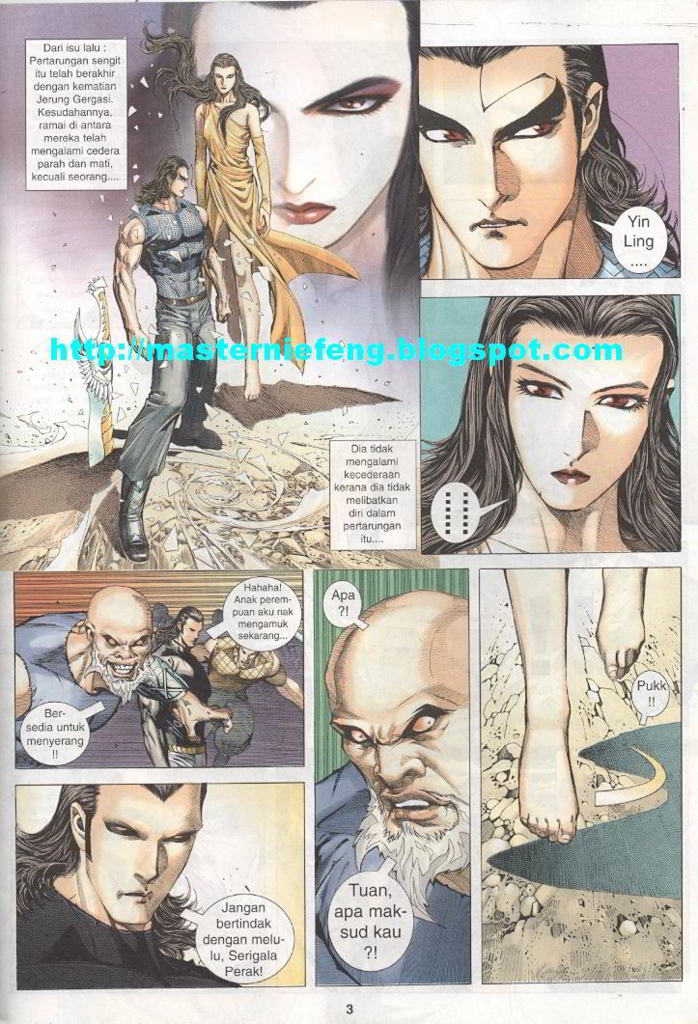 Dari isu lalu :
Pertarungan sengit
itu telah berakhir
dengan kematian
Jerung Gergasi.
Kesudahannya,
ramai di antara
mereka telah
mengalami cedera
parah dan mati,
kecuali seorang....
Yin
Ling
....
http://masterniefeng.blogspot.com
Dia tidak
mengalami
kecederaan
kerana dia tidak
melibatkan
diri dalam
pertarungan
itu....
Hahaha!
Anak perem-
puan aku nak
mengamuk
sekarang...
Ber-
sedia untuk
menyerang
!!
Apa
?!
Pukk
!!
Jangan
bertindak
dengan melu-
lu, Serigala
Perak!
Tuan,
apa mak-
sud kau
?!
3